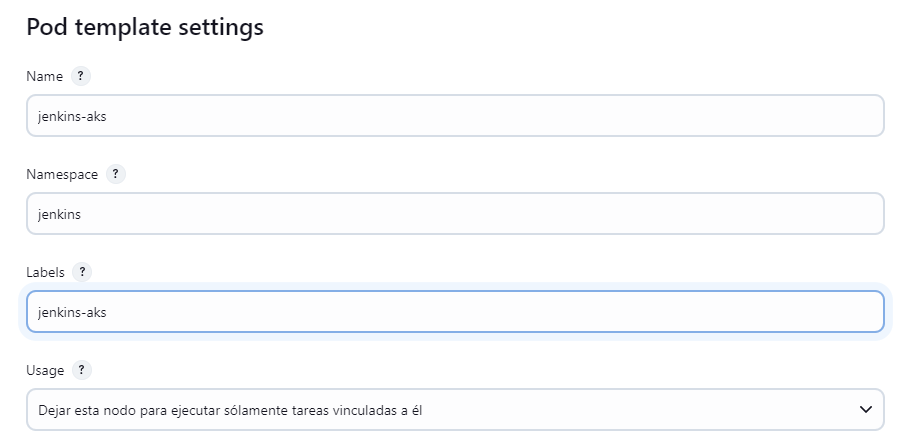 Pod template settings
Name ?
jenkins-aks
Namespace ?
jenkins
Labels ?
jenkins-aks
Usage ?
Dejar esta nodo para ejecutar sólamente tareas vinculadas a él